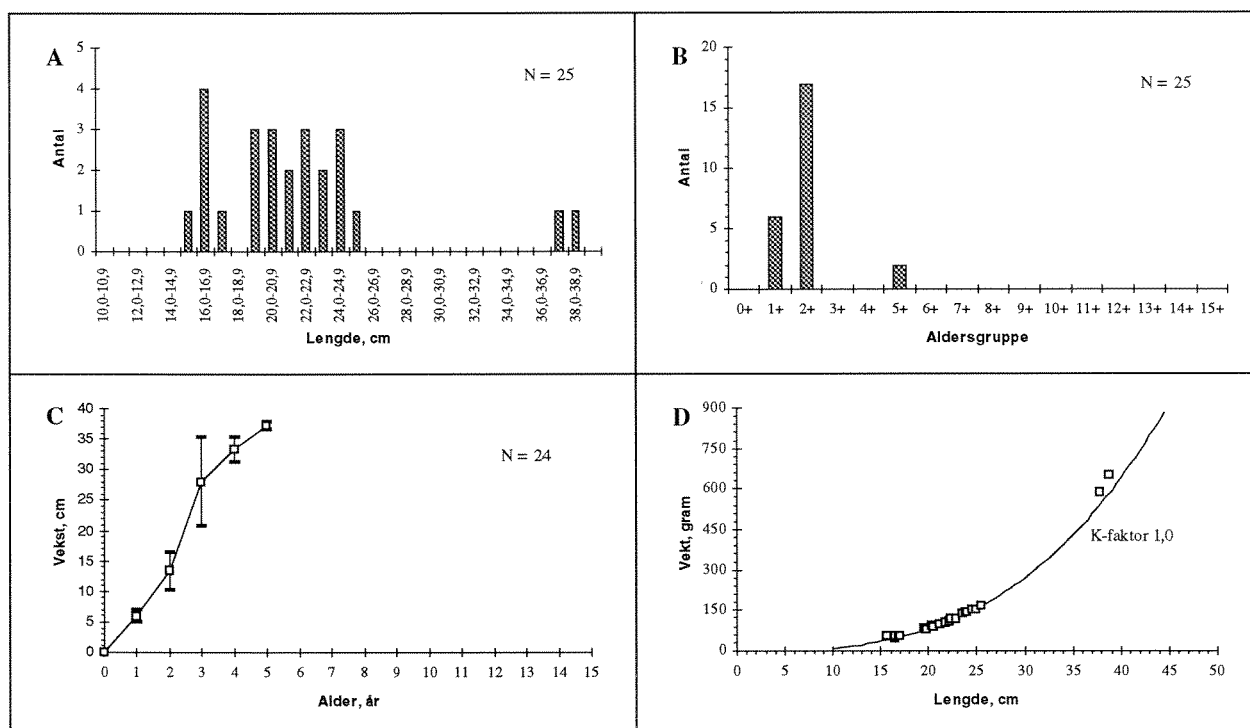 A
N = 25
Antal
5
4
3
2
1
0
10,0-10,9
12,0-12,9
14,0-14,9
16,0-16,9
18,0-18,9
20,0-20,9
22,0-22,9
24,0-24,9
26,0-26,9
28,0-28,9
30,0-30,9
32,0-32,9
34,0-34,9
36,0-36,9
38,0-38,9
Lengde, cm
B
N = 25
Antal
20
15
10
5
0
0+ 1+ 2+ 3+ 4+ 5+ 6+ 7+ 8+ 9+ 10+ 11+ 12+ 13+ 14+ 15+
Aldersgruppe
C
N = 24
Vekst, cm
40
35
30
25
20
15
10
5
0
0 1 2 3 4 5 6 7 8 9 10 11 12 13 14 15
Alder, år
D
Vekt, gram
900
750
600
450
300
150
0
K-faktor 1,0
0 5 10 15 20 25 30 35 40 45 50
Lengde, cm